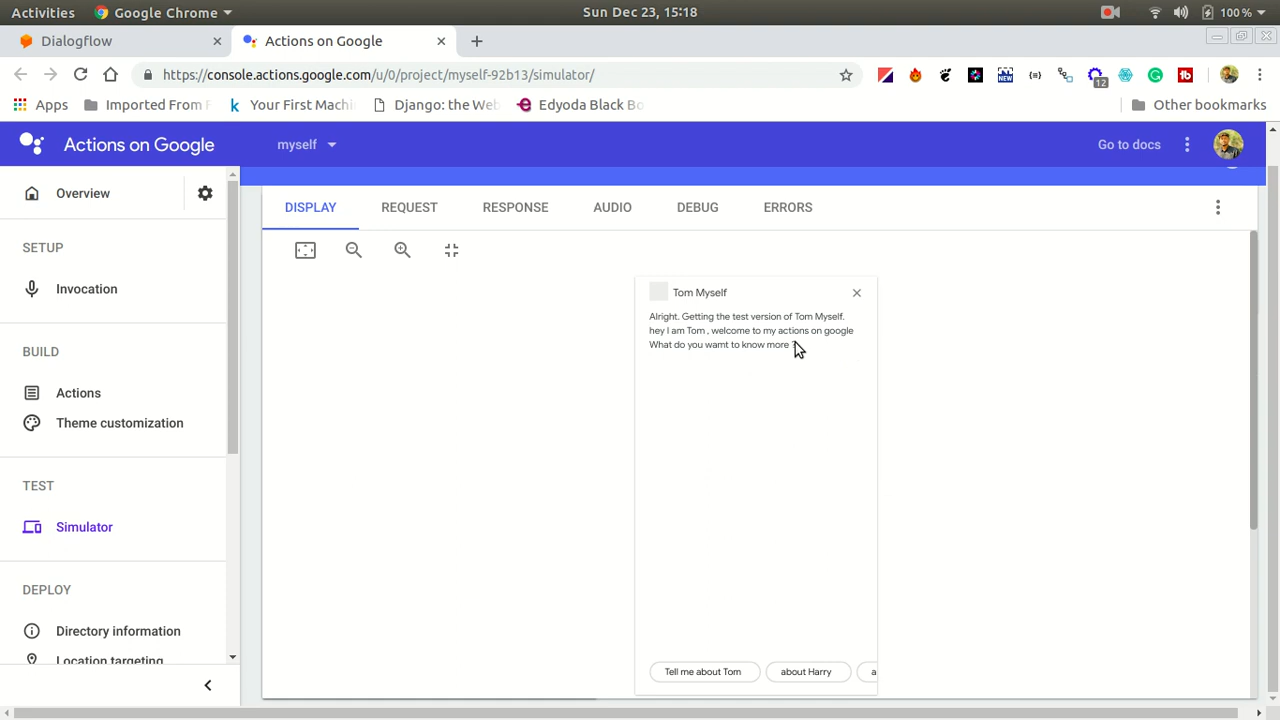 Activities
Google Chrome
Sun Dec 23, 15:18
100 %
Dialogflow
Actions on Google
https://console.actions.google.com/u/0/project/myself-92b13/simulator/
12
Apps
Imported From F
Your First Machi
Django: the Web
Edyoda Black Bo
Other bookmarks
Actions on Google
myself
Go to docs
Overview
SETUP
Invocation
BUILD
Actions
Theme customization
TEST
Simulator
DEPLOY
Directory information
Location targeting
DISPLAY
REQUEST
RESPONSE
AUDIO
DEBUG
ERRORS
Tom Myself
Alright. Getting the test version of Tom Myself.
hey I am Tom , welcome to my actions on google
What do you wamt to know more ?
Tell me about Tom
about Harry
a